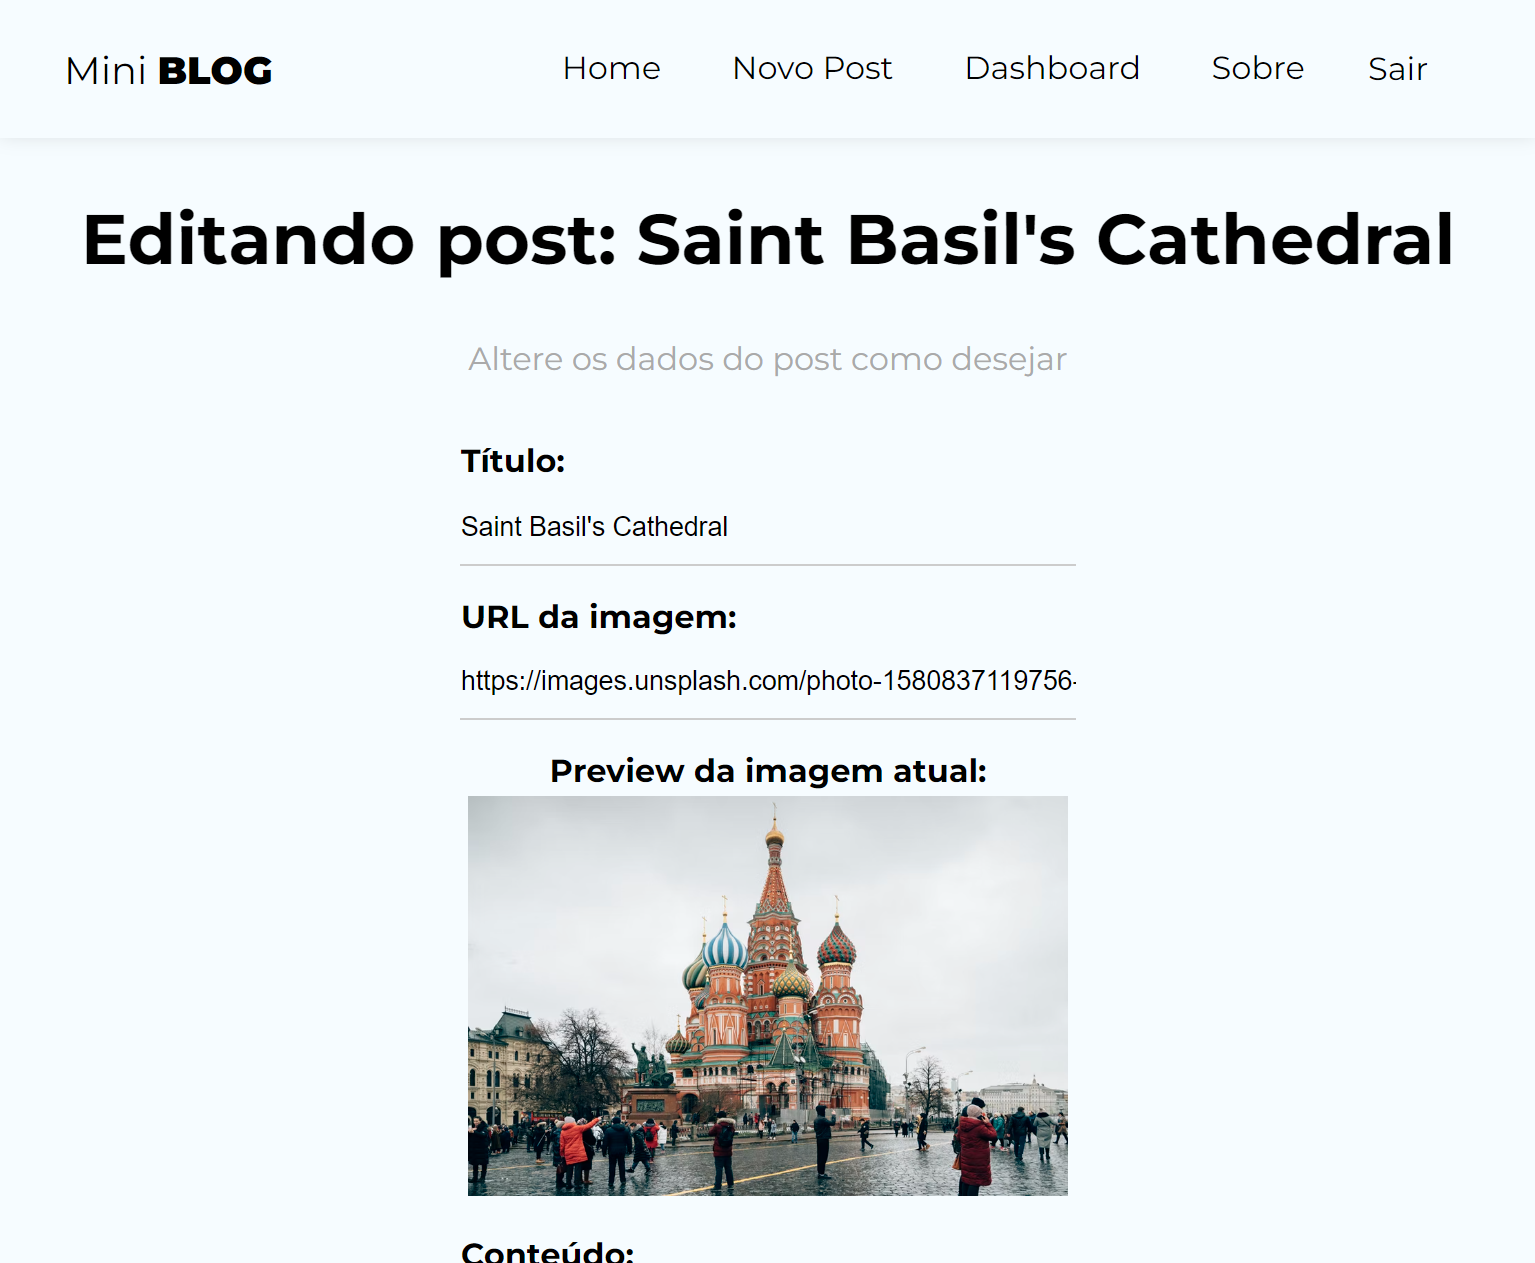 Mini BLOG
Home Novo Post Dashboard Sobre Sair
Editando post: Saint Basil's Cathedral
Altere os dados do post como desejar
Título:
Saint Basil's Cathedral
URL da imagem:
https://images.unsplash.com/photo-1580837119756-
Preview da imagem atual:
Conteúdo: